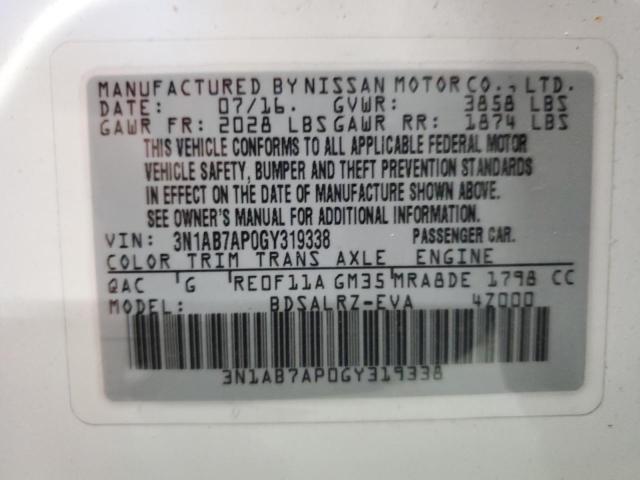 MANUFACTURED BY NISSAN MOTOR CO., LTD.
DATE: 07/16. GVWR: 3858 LBS
GAWR FR: 2028 LBS GAWR RR: 1874 LBS
THIS VEHICLE CONFORMS TO ALL APPLICABLE FEDERAL MOTOR
VEHICLE SAFETY, BUMPER AND THEFT PREVENTION STANDARDS
IN EFFECT ON THE DATE OF MANUFACTURE SHOWN ABOVE.
SEE OWNER'S MANUAL FOR ADDITIONAL INFORMATION.
VIN: 3N1AB7AP0GY319338 PASSENGER CAR.
COLOR TRIM TRANS AXLE ENGINE
QAC G RE0F11A GM35 MRA8DE 1798 CC
MODEL: BDSALRZ-EVA 4Z000
3N1AB7AP0GY319338